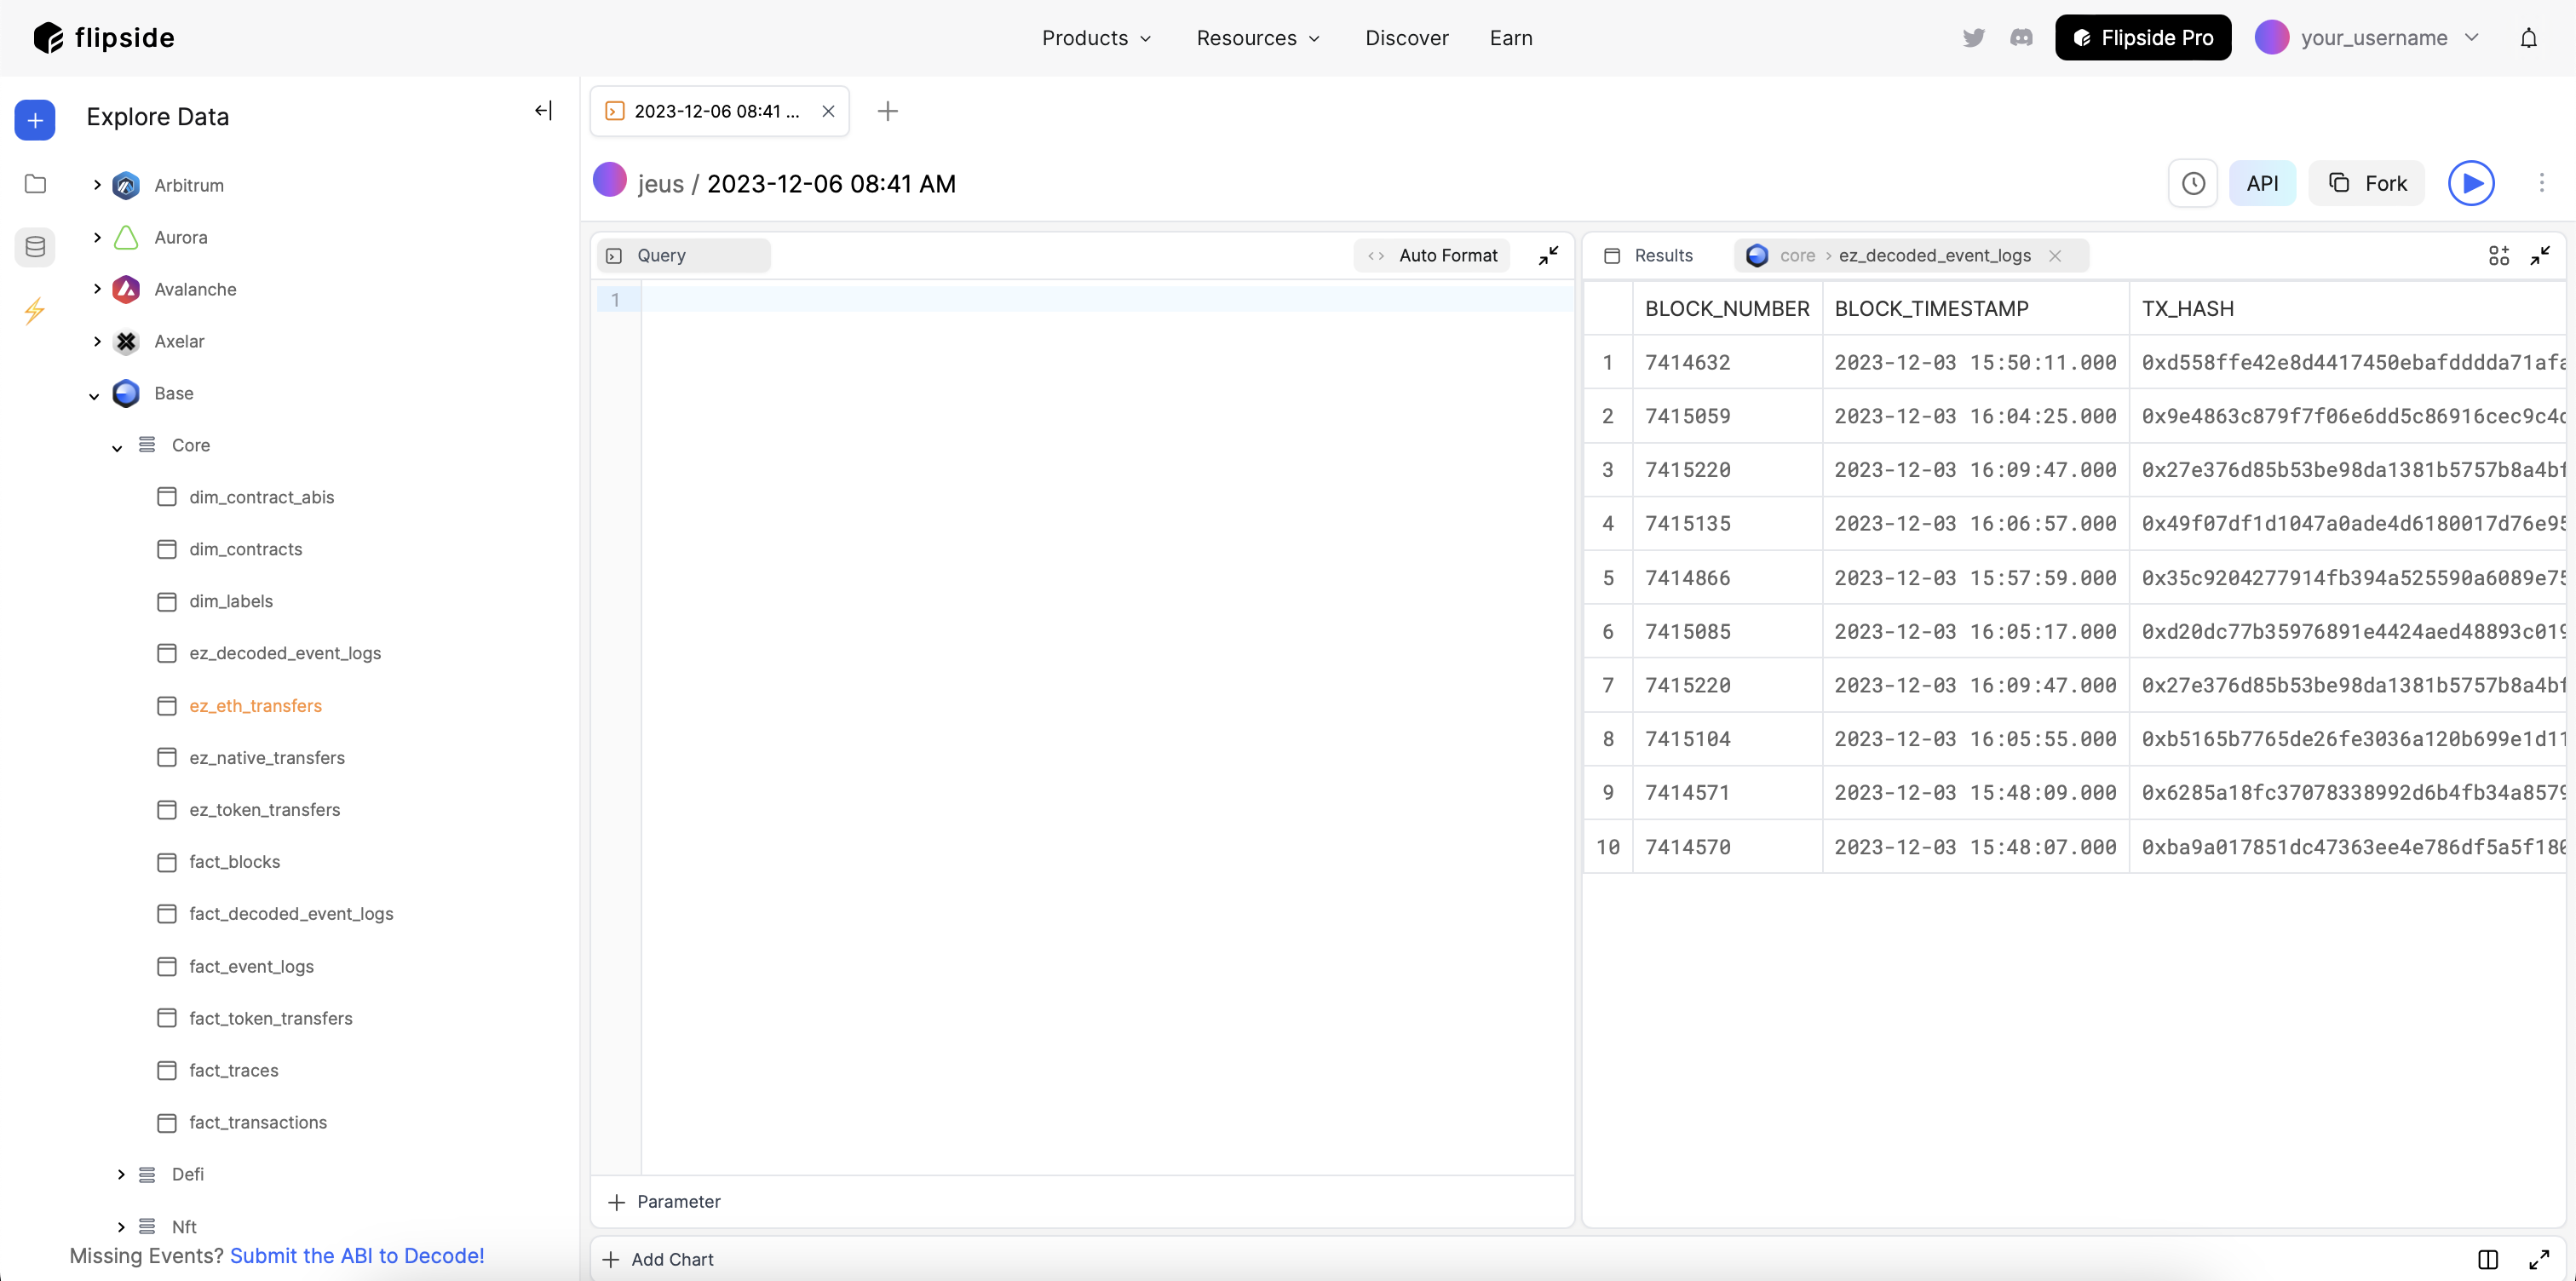 flipside
Products
Resources
Discover
Earn
Flipside Pro
your_username
Explore Data
Arbitrum
Aurora
Avalanche
Axelar
Base
Core
dim_contract_abis
dim_contracts
dim_labels
ez_decoded_event_logs
ez_eth_transfers
ez_native_transfers
ez_token_transfers
fact_blocks
fact_decoded_event_logs
fact_event_logs
fact_token_transfers
fact_traces
fact_transactions
Defi
Nft
Missing Events? Submit the ABI to Decode!
2023-12-06 08:41 ...
jeus / 2023-12-06 08:41 AM
API
Fork
Query
Auto Format
1
Parameter
Add Chart
Results
core > ez_decoded_event_logs
BLOCK_NUMBER BLOCK_TIMESTAMP TX_HASH
1 7414632 2023-12-03 15:50:11.000 0xd558ffe42e8d4417450ebafdddda71afa
2 7415059 2023-12-03 16:04:25.000 0x9e4863c879f7f06e6dd5c86916cec9c4c
3 7415220 2023-12-03 16:09:47.000 0x27e376d85b53be98da1381b5757b8a4bf
4 7415135 2023-12-03 16:06:57.000 0x49f07df1d1047a0ade4d6180017d76e95
5 7414866 2023-12-03 15:57:59.000 0x35c9204277914fb394a525590a6089e75
6 7415085 2023-12-03 16:05:17.000 0xd20dc77b35976891e4424aed48893c019
7 7415220 2023-12-03 16:09:47.000 0x27e376d85b53be98da1381b5757b8a4bf
8 7415104 2023-12-03 16:05:55.000 0xb5165b7765de26fe3036a120b699e1d11
9 7414571 2023-12-03 15:48:09.000 0x6285a18fc37078338992d6b4fb34a8579
10 7414570 2023-12-03 15:48:07.000 0xba9a017851dc47363ee4e786df5a5f180